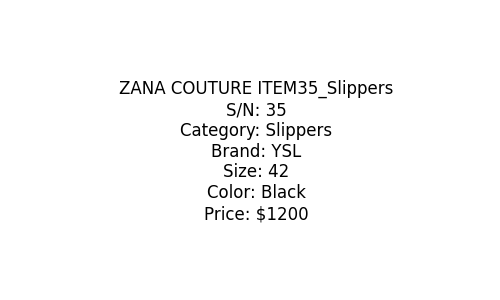 ZANA COUTURE ITEM35_Slippers
S/N: 35
Category: Slippers
Brand: YSL
Size: 42
Color: Black
Price: $1200